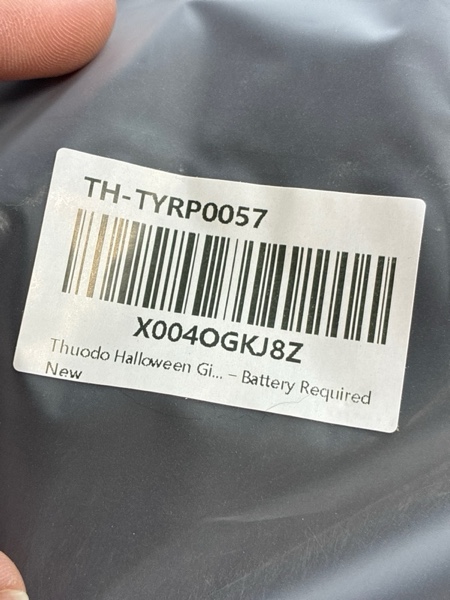 TH-TYRP0057
X004OGKJ8Z
Thuodo Halloween Gi... – Battery Required
New